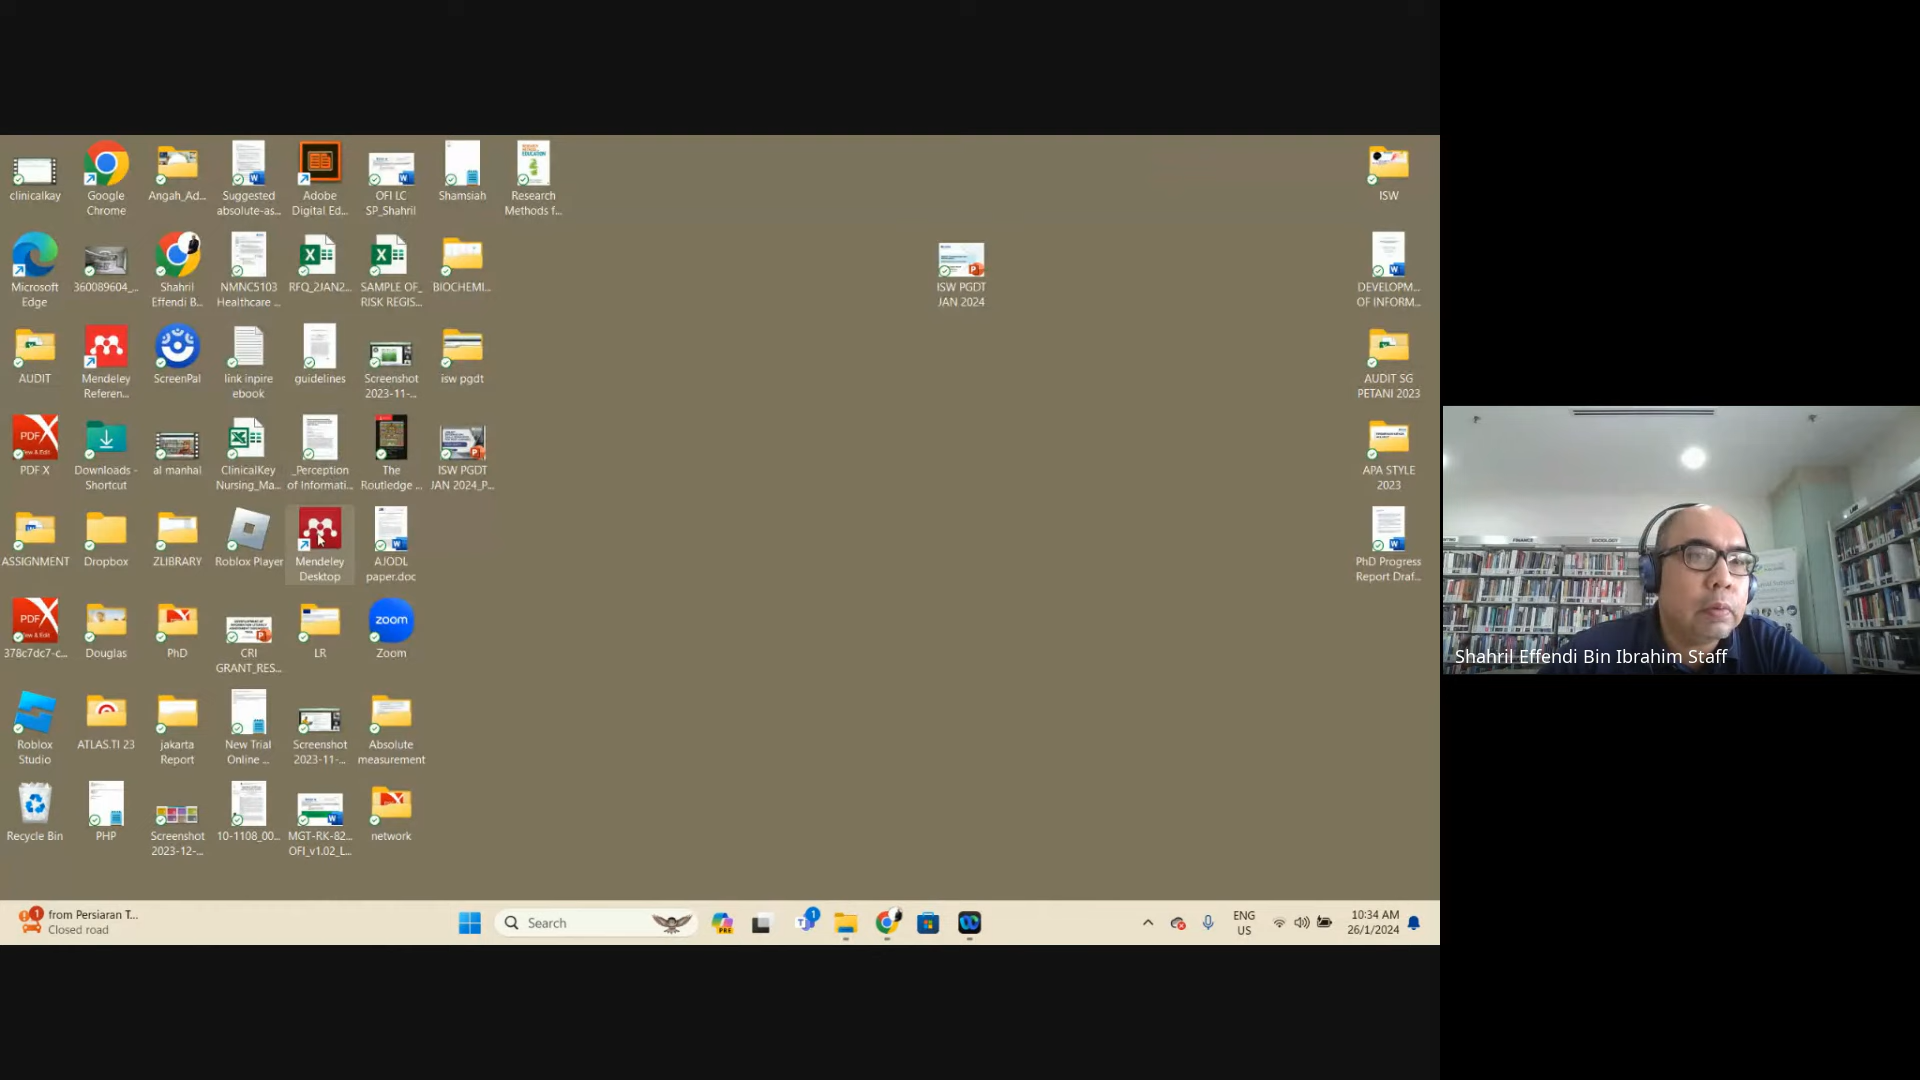 clinicalkay
Google
Chrome
Angah_Ad...
Suggested
absolute-as...
Adobe
Digital Ed...
OFI LC
SP_Shahril
Shamsiah
Research
Methods f...
ISW
Microsoft
Edge
360089604_...
Shahril
Effendi B...
NMNC5103
Healthcare ...
RFQ_2JAN2...
SAMPLE OF_
RISK REGIS...
BIOCHEMI...
ISW PGDT
JAN 2024
DEVELOPM...
OF INFORM...
AUDIT
Mendeley
Referen...
ScreenPal
link inpire
ebook
guidelines
Screenshot
2023-11-...
isw pgdt
AUDIT SG
PETANI 2023
PDF X
Downloads -
Shortcut
al manhal
ClinicalKey
Nursing_Ma...
_Perception
of Informati...
The
Routledge ...
ISW PGDT
JAN 2024_P...
APA STYLE
2023
ASSIGNMENT
Dropbox
ZLIBRARY
Roblox Player
Mendeley
Desktop
AJODL
paper.doc
PhD Progress
Report Draf...
378c7dc7-c...
Douglas
PhD
CRI
GRANT_RES...
LR
zoom
Zoom
Roblox
Studio
ATLAS.TI 23
jakarta
Report
New Trial
Online ...
Screenshot
2023-11-...
Absolute
measurement
Recycle Bin
PHP
Screenshot
2023-12-...
10-1108_00...
MGT-RK-82...
OFI_v1.02_L...
network
from Persiaran T...
Closed road
Search
ENG
US
10:34 AM
26/1/2024
FINANCE
SOCIOLOGY
LAW
Shahril Effendi Bin Ibrahim Staff